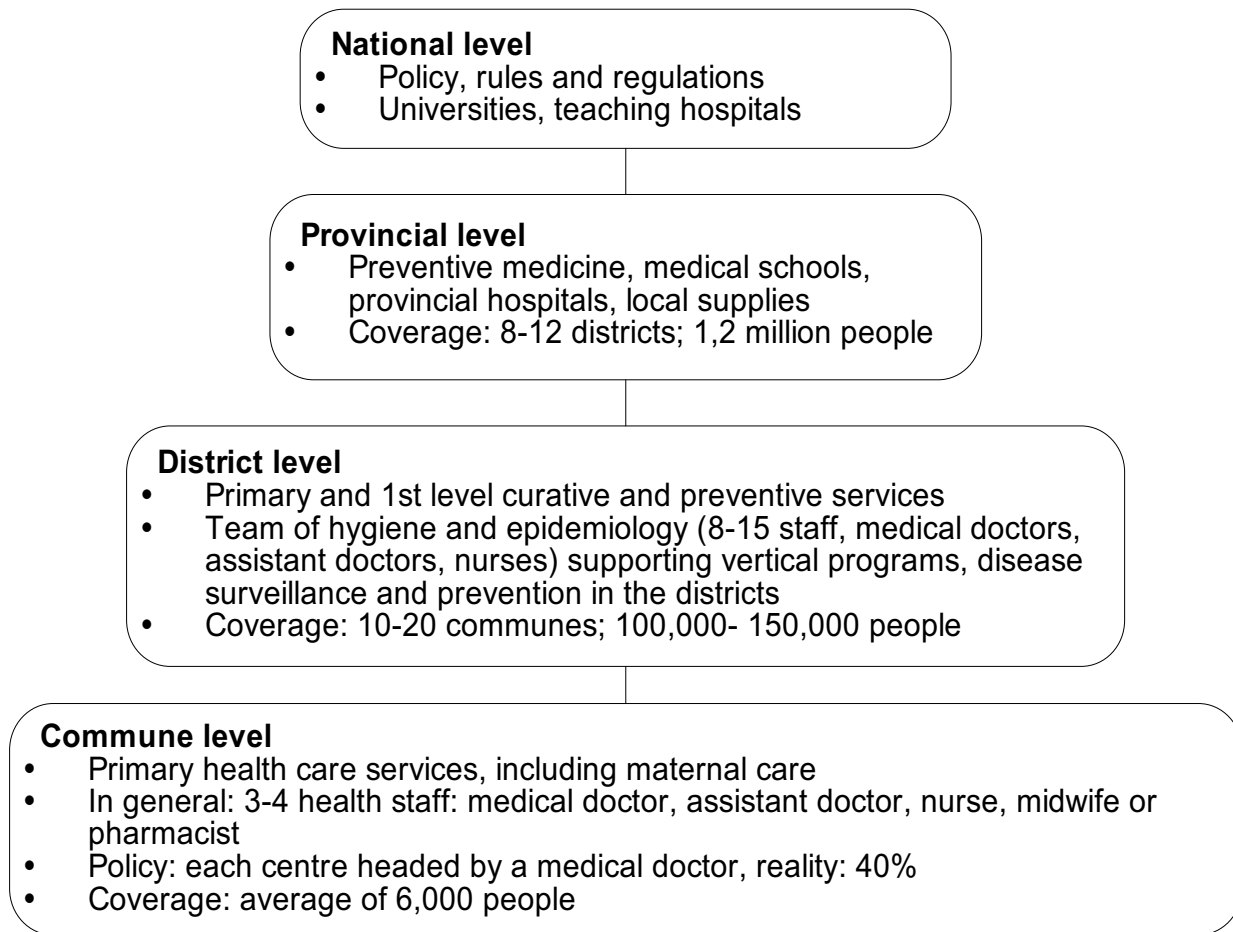 National level
• Policy, rules and regulations
• Universities, teaching hospitals
Provincial level
• Preventive medicine, medical schools,
provincial hospitals, local supplies
• Coverage: 8-12 districts; 1,2 million people
District level
• Primary and 1st level curative and preventive services
• Team of hygiene and epidemiology (8-15 staff, medical doctors,
assistant doctors, nurses) supporting vertical programs, disease
surveillance and prevention in the districts
• Coverage: 10-20 communes; 100,000- 150,000 people
Commune level
• Primary health care services, including maternal care
• In general: 3-4 health staff: medical doctor, assistant doctor, nurse, midwife or
pharmacist
• Policy: each centre headed by a medical doctor, reality: 40%
• Coverage: average of 6,000 people